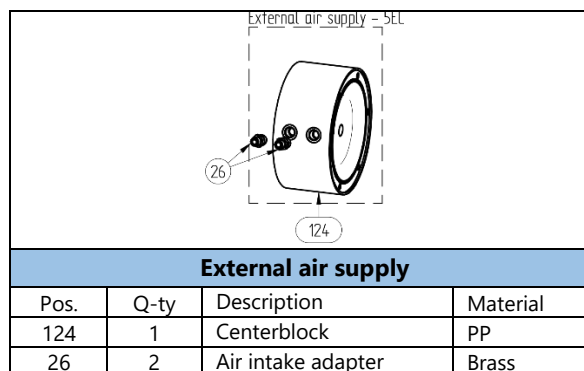 External air supply – 5EL
26
124
External air supply
Pos. Q-ty Description Material
124 1 Centerblock PP
26 2 Air intake adapter Brass